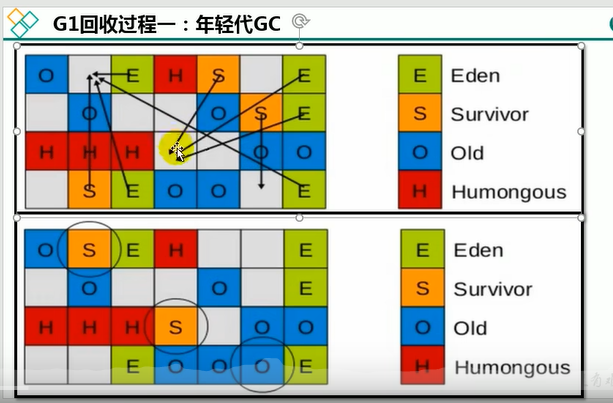 G1回收过程一：年轻代GC
O E H S E E Eden
O O S E S Survivor
H H H O O O Old
S E O O E H Humongous
O S E H E E Eden
O O E S Survivor
H H H S O O O Old
E O O O E H Humongous